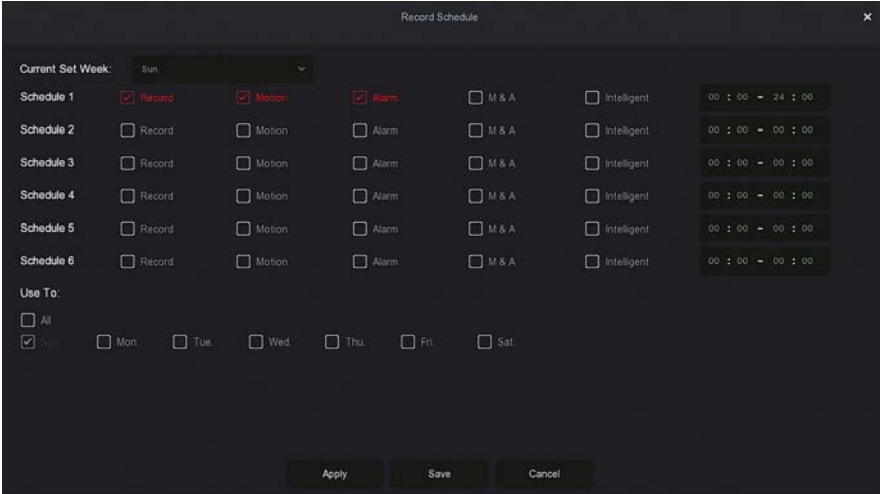 Record Schedule
Current Set Week: Sun.
Schedule 1 Record Motion Alarm M & A Intelligent 00 : 00 - 24 : 00
Schedule 2 Record Motion Alarm M & A Intelligent 00 : 00 - 00 : 00
Schedule 3 Record Motion Alarm M & A Intelligent 00 : 00 - 00 : 00
Schedule 4 Record Motion Alarm M & A Intelligent 00 : 00 - 00 : 00
Schedule 5 Record Motion Alarm M & A Intelligent 00 : 00 - 00 : 00
Schedule 6 Record Motion Alarm M & A Intelligent 00 : 00 - 00 : 00
Use To:
All
Sun. Mon. Tue. Wed. Thu. Fri. Sat.
Apply Save Cancel